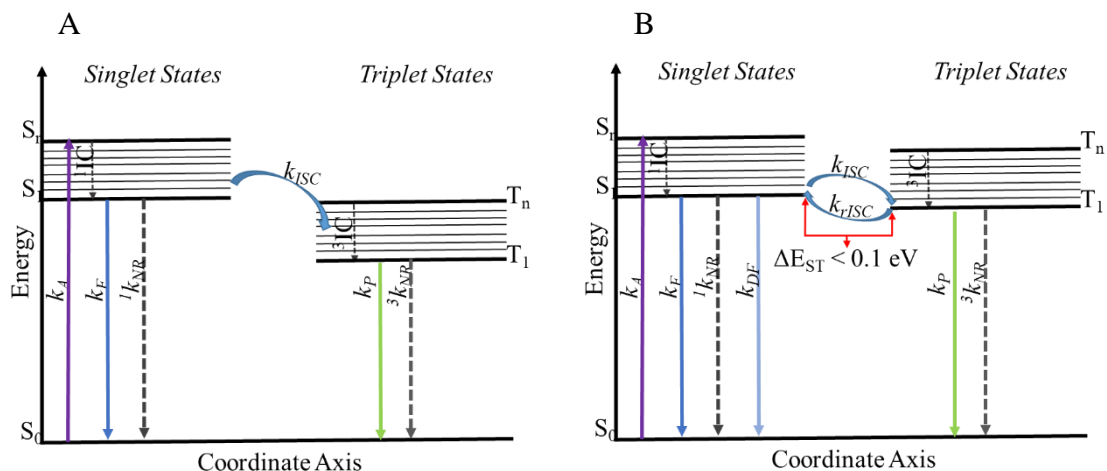 A
Singlet States
Triplet States
Sn
S1
S0
Energy
1IC
kISC
Tn
T1
3IC
kA
kF
1kNR
kP
3kNR
Coordinate Axis
B
Singlet States
Triplet States
Sn
S1
S0
Energy
1IC
kISC
krISC
ΔEST < 0.1 eV
Tn
T1
3IC
kA
kF
1kNR
kDF
kP
3kNR
Coordinate Axis